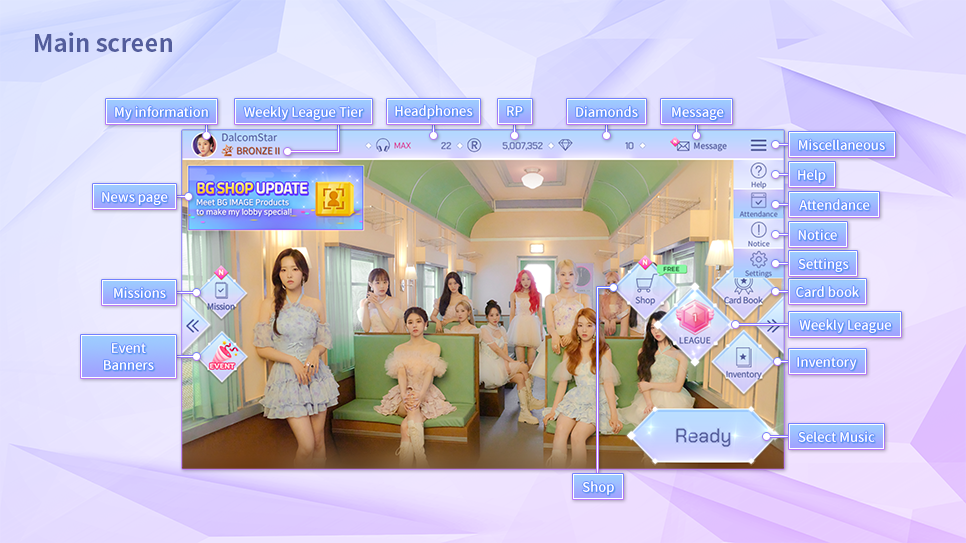 Main screen
My information
Weekly League Tier
Headphones
RP
Diamonds
Message
DalcomStar
BRONZE II
MAX
22
R
5,007,352
10
Message
Miscellaneous
News page
BG SHOP UPDATE
Meet BG IMAGE Products
to make my lobby special!
Help
Help
Attendance
Attendance
Notice
Notice
Settings
Settings
Missions
N
Mission
N
FREE
Shop
Card Book
Card book
1
LEAGUE
Weekly League
Event
Banners
EVENT
Inventory
Inventory
Ready
Select Music
Shop